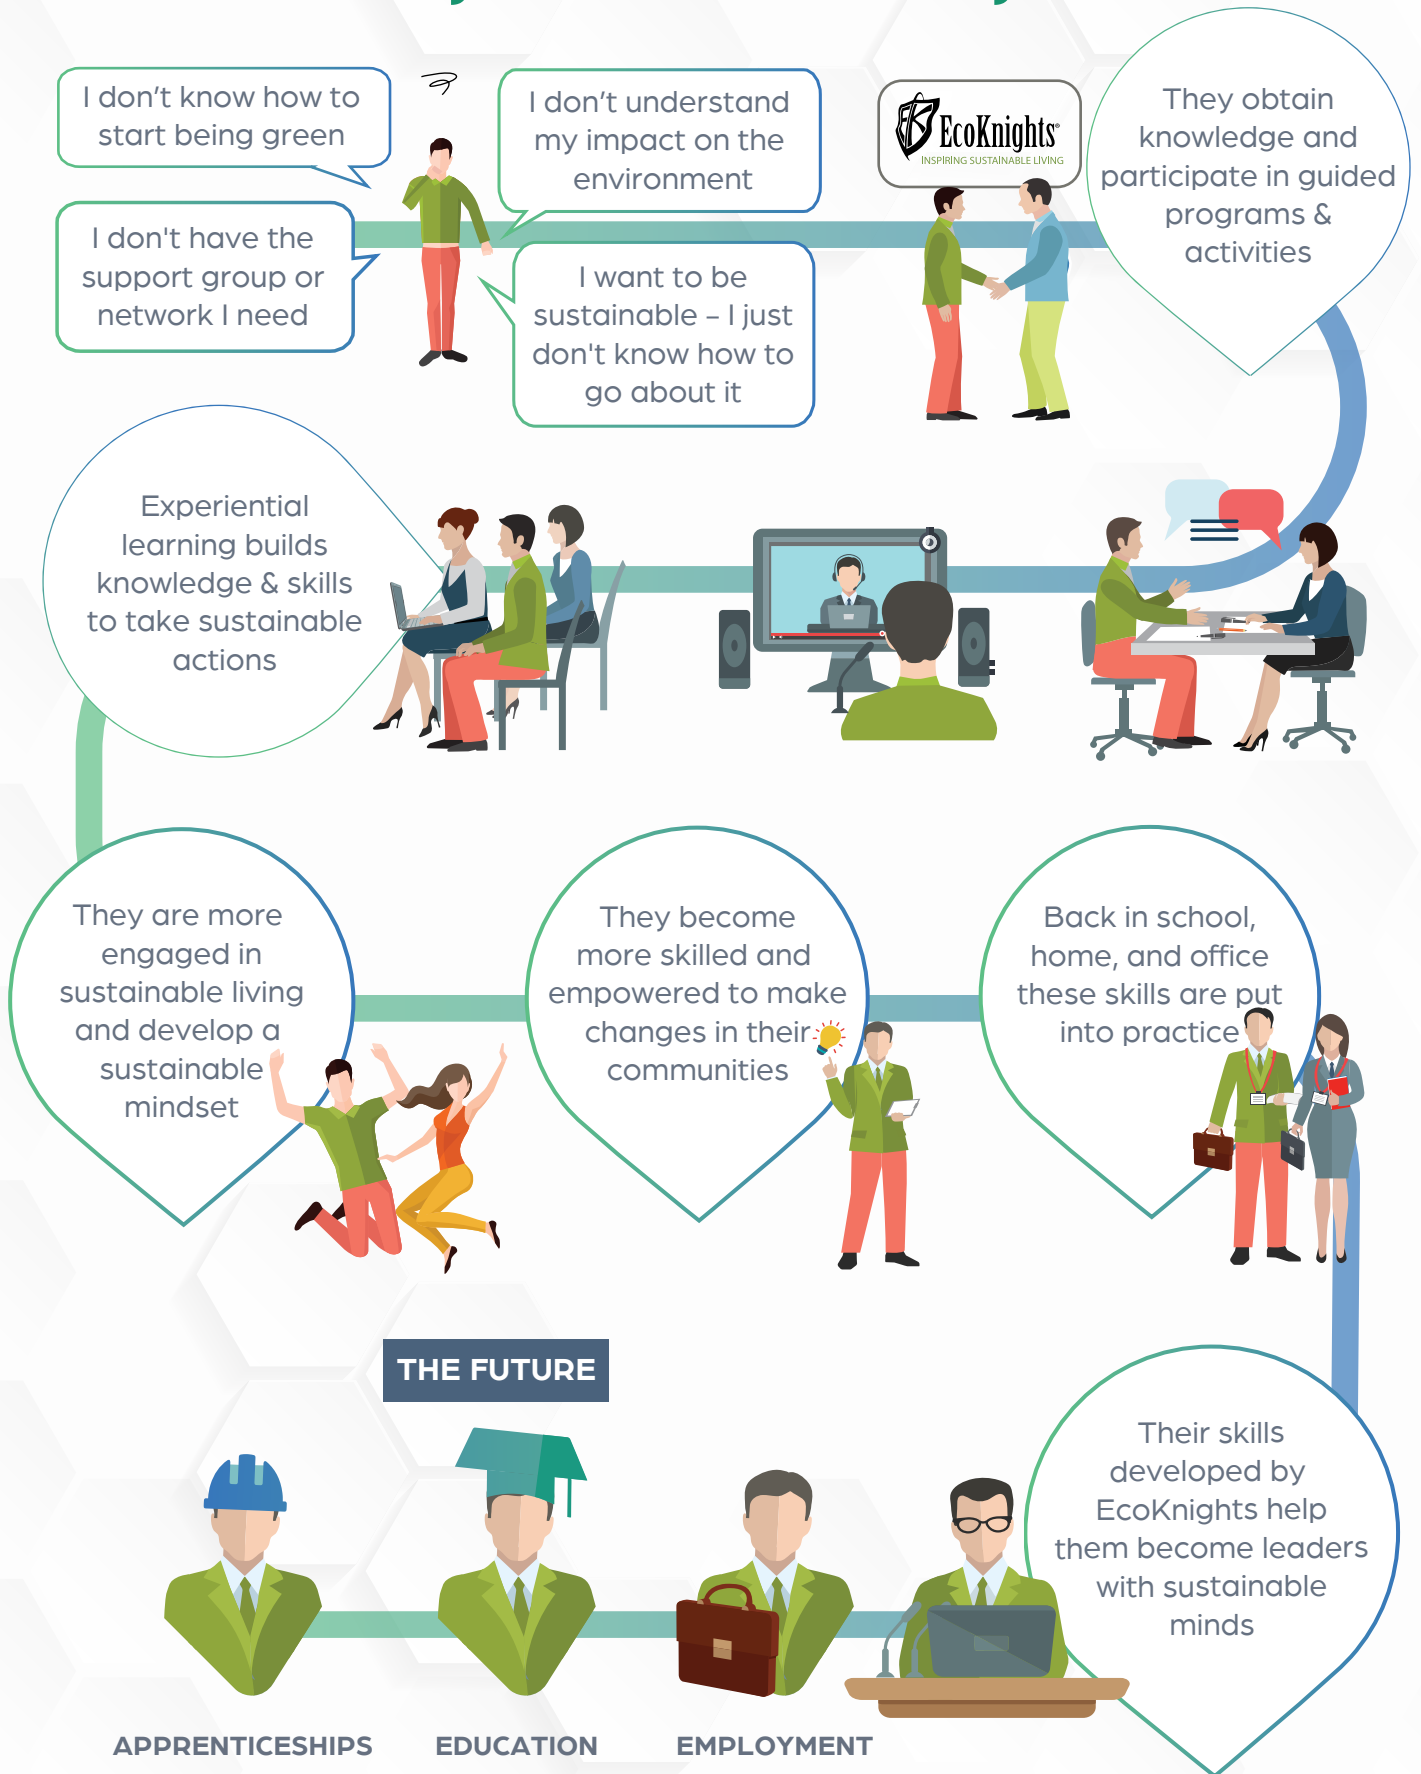 I don't know how to
start being green
I don't understand
my impact on the
environment
EcoKnights®
INSPIRING SUSTAINABLE LIVING
They obtain
knowledge and
participate in guided
programs &
activities
I don't have the
support group or
network I need
I want to be
sustainable - I just
don't know how to
go about it
Experiential
learning builds
knowledge & skills
to take sustainable
actions
They are more
engaged in
sustainable living
and develop a
sustainable
mindset
They become
more skilled and
empowered to make
changes in their
communities
Back in school,
home, and office
these skills are put
into practice
THE FUTURE
Their skills
developed by
EcoKnights help
them become leaders
with sustainable
minds
APPRENTICESHIPS
EDUCATION
EMPLOYMENT